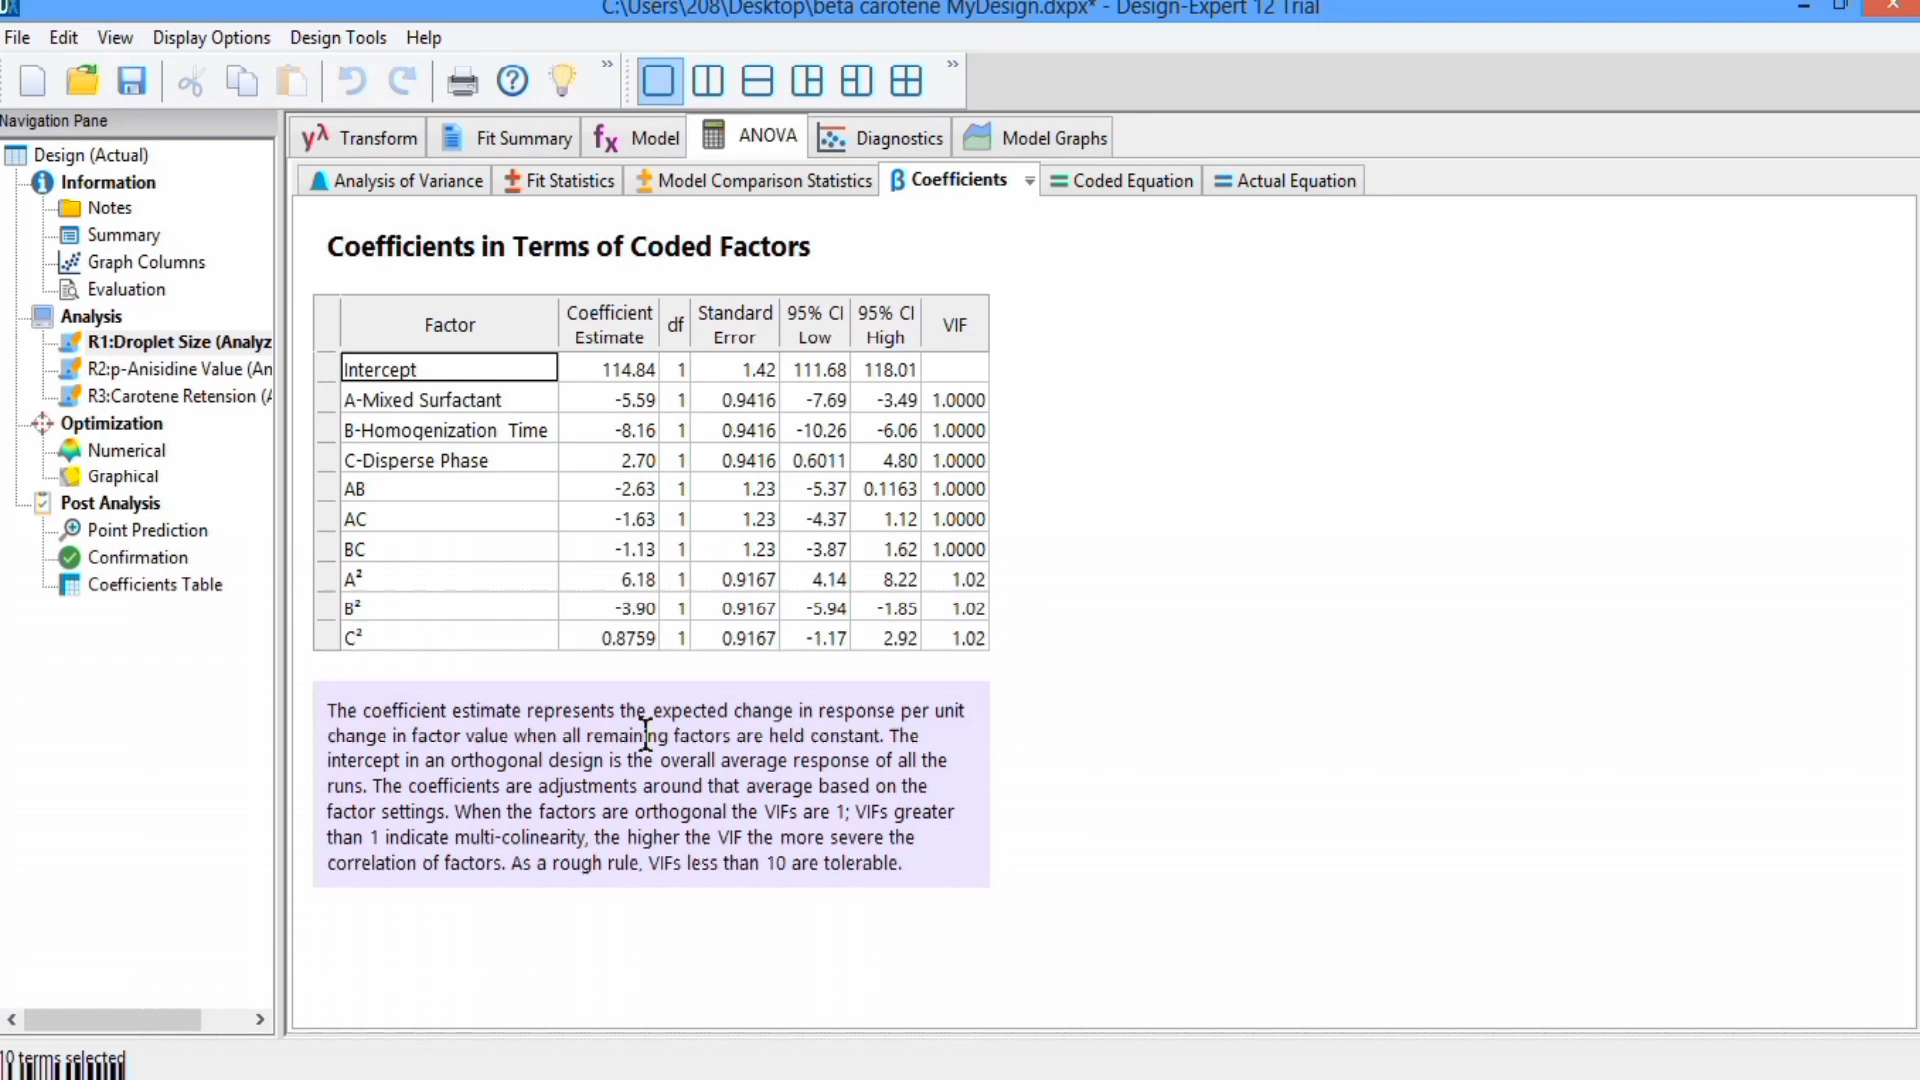 C:\Users\208\Desktop\beta carotene MyDesign.dxpx* - Design-Expert 12 Trial
File Edit View Display Options Design Tools Help
Navigation Pane
Design (Actual)
Information
Notes
Summary
Graph Columns
Evaluation
Analysis
R1:Droplet Size (Analyz
R2:p-Anisidine Value (An
R3:Carotene Retension (A
Optimization
Numerical
Graphical
Post Analysis
Point Prediction
Confirmation
Coefficients Table
Transform Fit Summary Model ANOVA Diagnostics Model Graphs
Analysis of Variance Fit Statistics Model Comparison Statistics β Coefficients Coded Equation Actual Equation
Coefficients in Terms of Coded Factors
Factor Coefficient Estimate df Standard Error 95% CI Low 95% CI High VIF
Intercept 114.84 1 1.42 111.68 118.01
A-Mixed Surfactant -5.59 1 0.9416 -7.69 -3.49 1.0000
B-Homogenization Time -8.16 1 0.9416 -10.26 -6.06 1.0000
C-Disperse Phase 2.70 1 0.9416 0.6011 4.80 1.0000
AB -2.63 1 1.23 -5.37 0.1163 1.0000
AC -1.63 1 1.23 -4.37 1.12 1.0000
BC -1.13 1 1.23 -3.87 1.62 1.0000
A² 6.18 1 0.9167 4.14 8.22 1.02
B² -3.90 1 0.9167 -5.94 -1.85 1.02
C² 0.8759 1 0.9167 -1.17 2.92 1.02
The coefficient estimate represents the expected change in response per unit
change in factor value when all remaining factors are held constant. The
intercept in an orthogonal design is the overall average response of all the
runs. The coefficients are adjustments around that average based on the
factor settings. When the factors are orthogonal the VIFs are 1; VIFs greater
than 1 indicate multi-colinearity, the higher the VIF the more severe the
correlation of factors. As a rough rule, VIFs less than 10 are tolerable.
10 terms selected